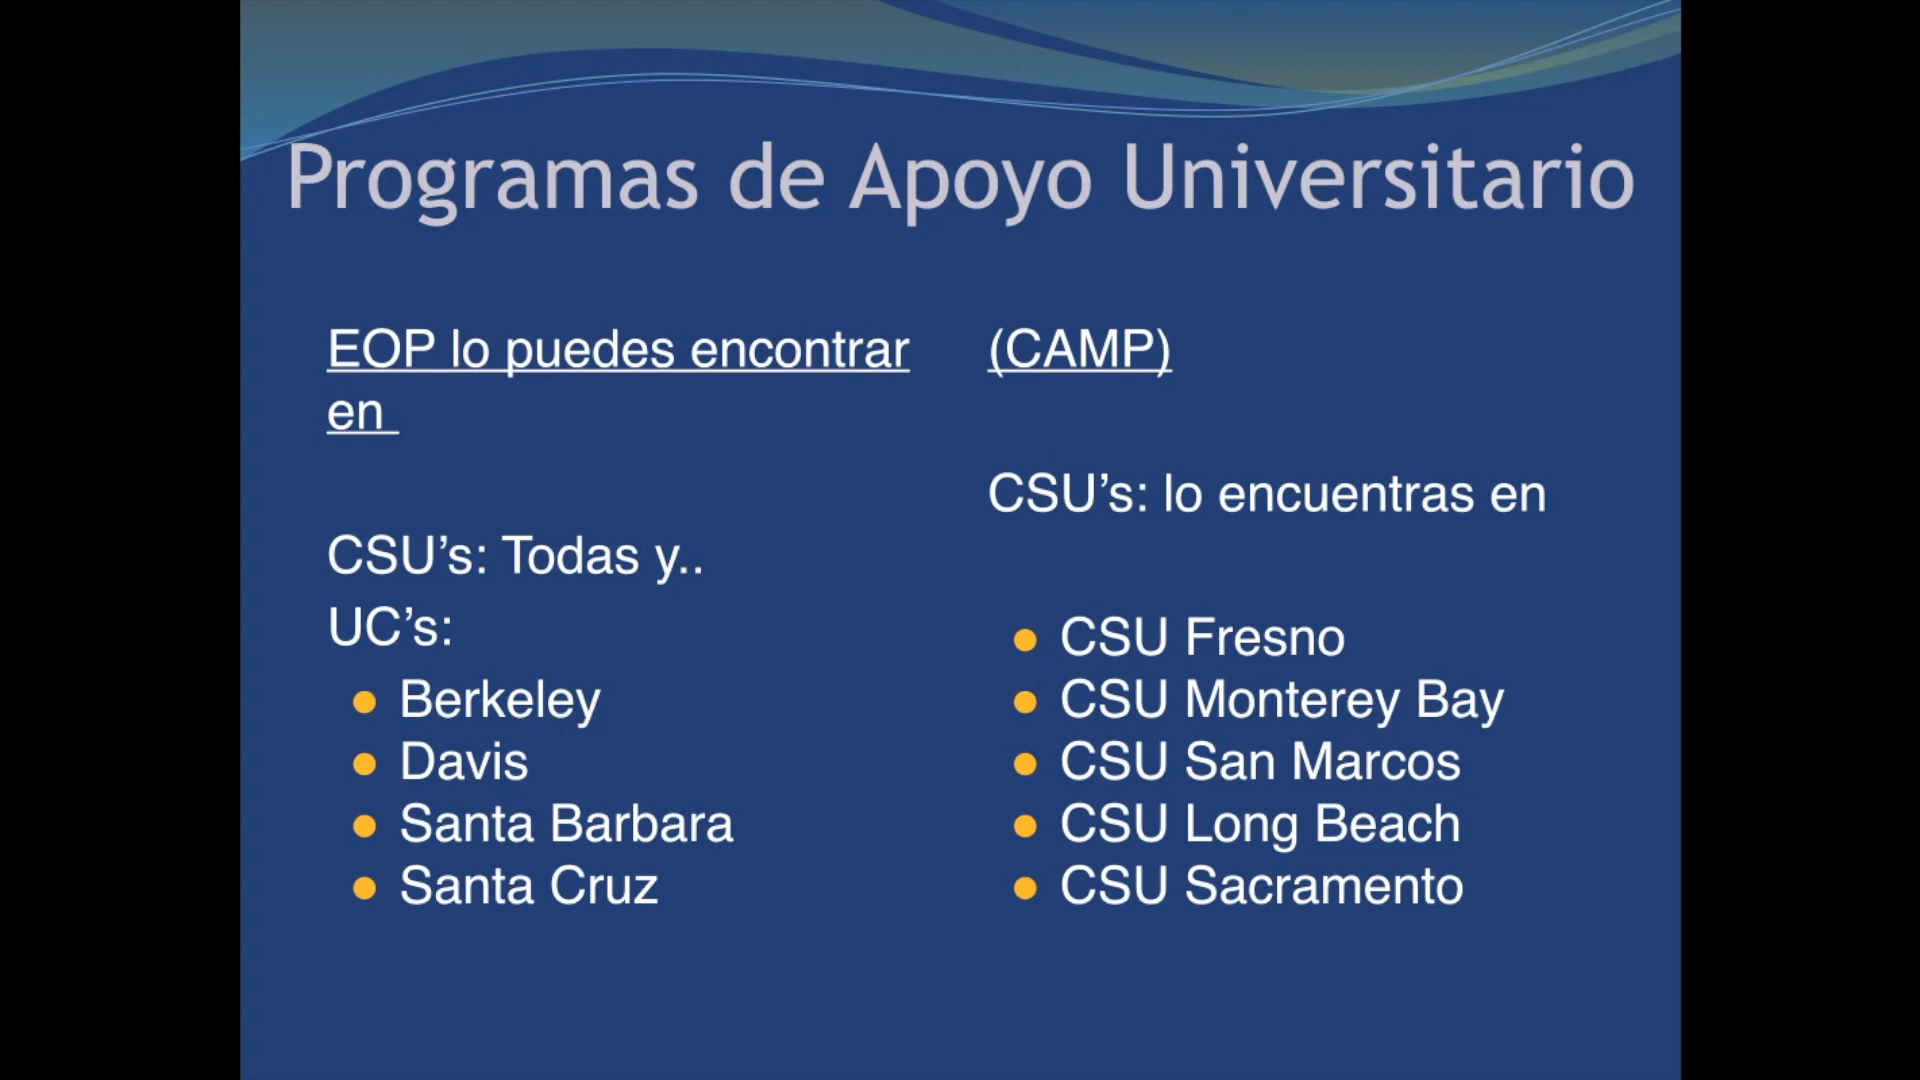 Programas de Apoyo Universitario
EOP lo puedes encontrar
en
CSU’s: Todas y..
UC’s:
Berkeley
Davis
Santa Barbara
Santa Cruz
(CAMP)
CSU’s: lo encuentras en
CSU Fresno
CSU Monterey Bay
CSU San Marcos
CSU Long Beach
CSU Sacramento